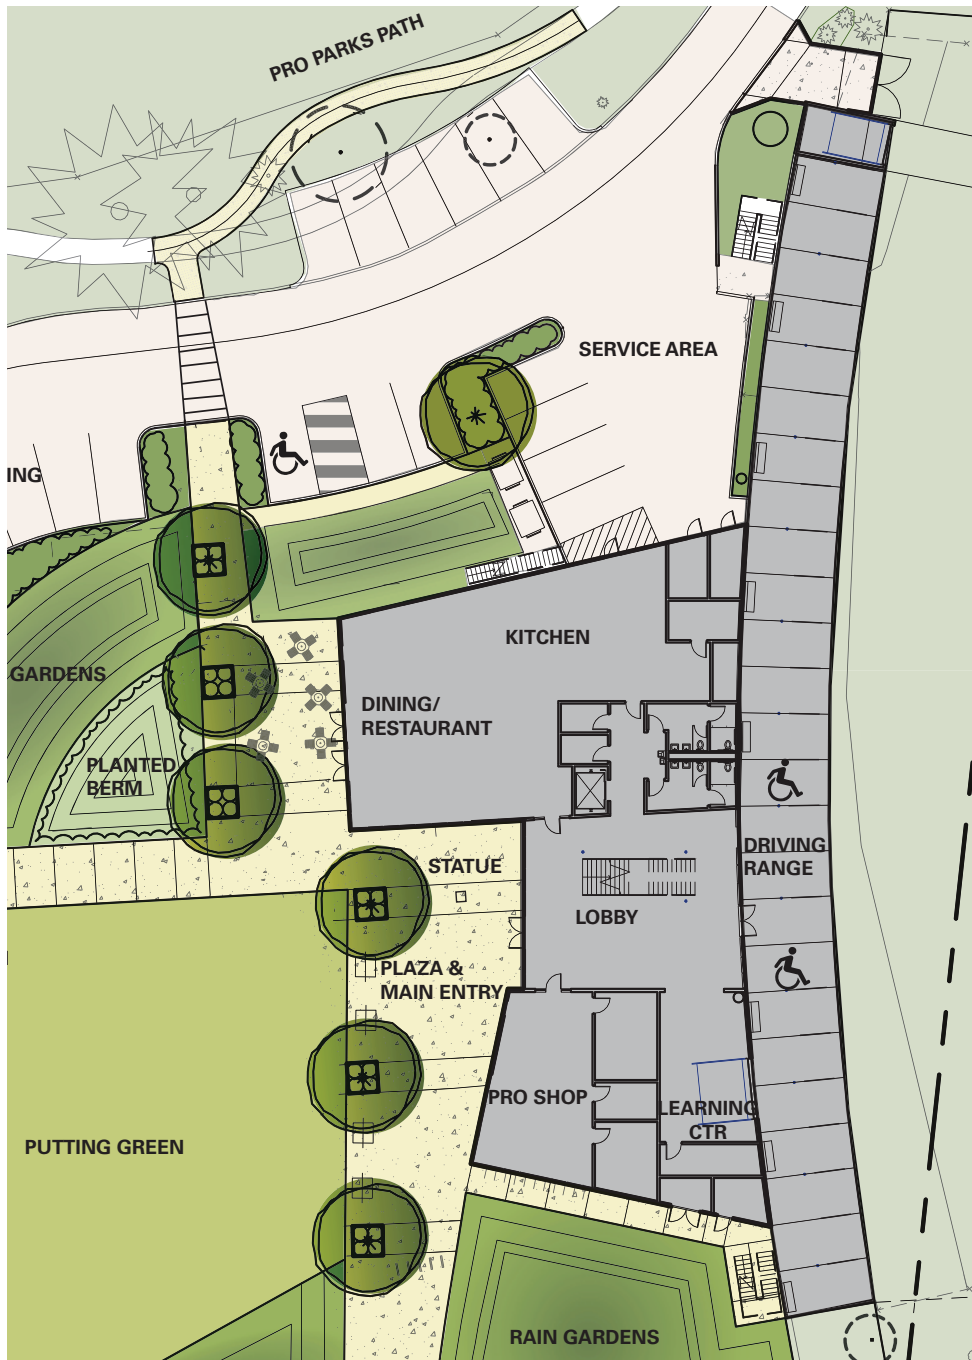 PRO PARKS PATH
SERVICE AREA
ING
KITCHEN
GARDENS
DINING/
RESTAURANT
PLANTED
BERM
DRIVING
RANGE
STATUE
LOBBY
PLAZA &
MAIN ENTRY
PRO SHOP
LEARNING
CTR
PUTTING GREEN
RAIN GARDENS